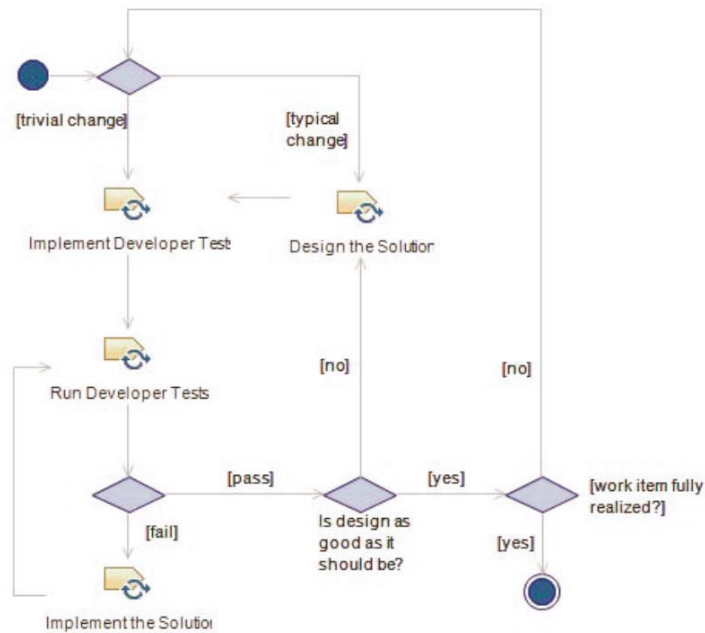 [trivial change]
[typical
change]
Implement Developer Tests
Design the Solution
[no]
[no]
Run Developer Tests
[pass]
[yes]
[work item fully
realized?]
[fail]
Is design as
good as it
should be?
[yes]
Implement the Solution